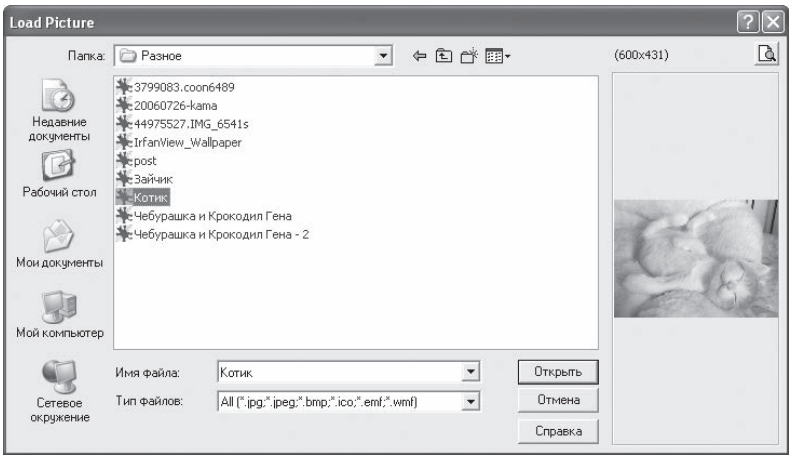 Load Picture
Папка:
Разное
(600x431)
Недавние
документы
Рабочий стол
Мои документы
Мой компьютер
Сетевое
окружение
3799083.coon6489
20060726-kama
44975527.IMG_6541s
IrfanView_Wallpaper
post
Зайчик
Котик
Чебурашка и Крокодил Гена
Чебурашка и Крокодил Гена - 2
Имя файла:
Котик
Открыть
Тип файлов:
All (*.jpg;*.jpeg;*.bmp;*.ico;*.emf;*.wmf)
Отмена
Справка